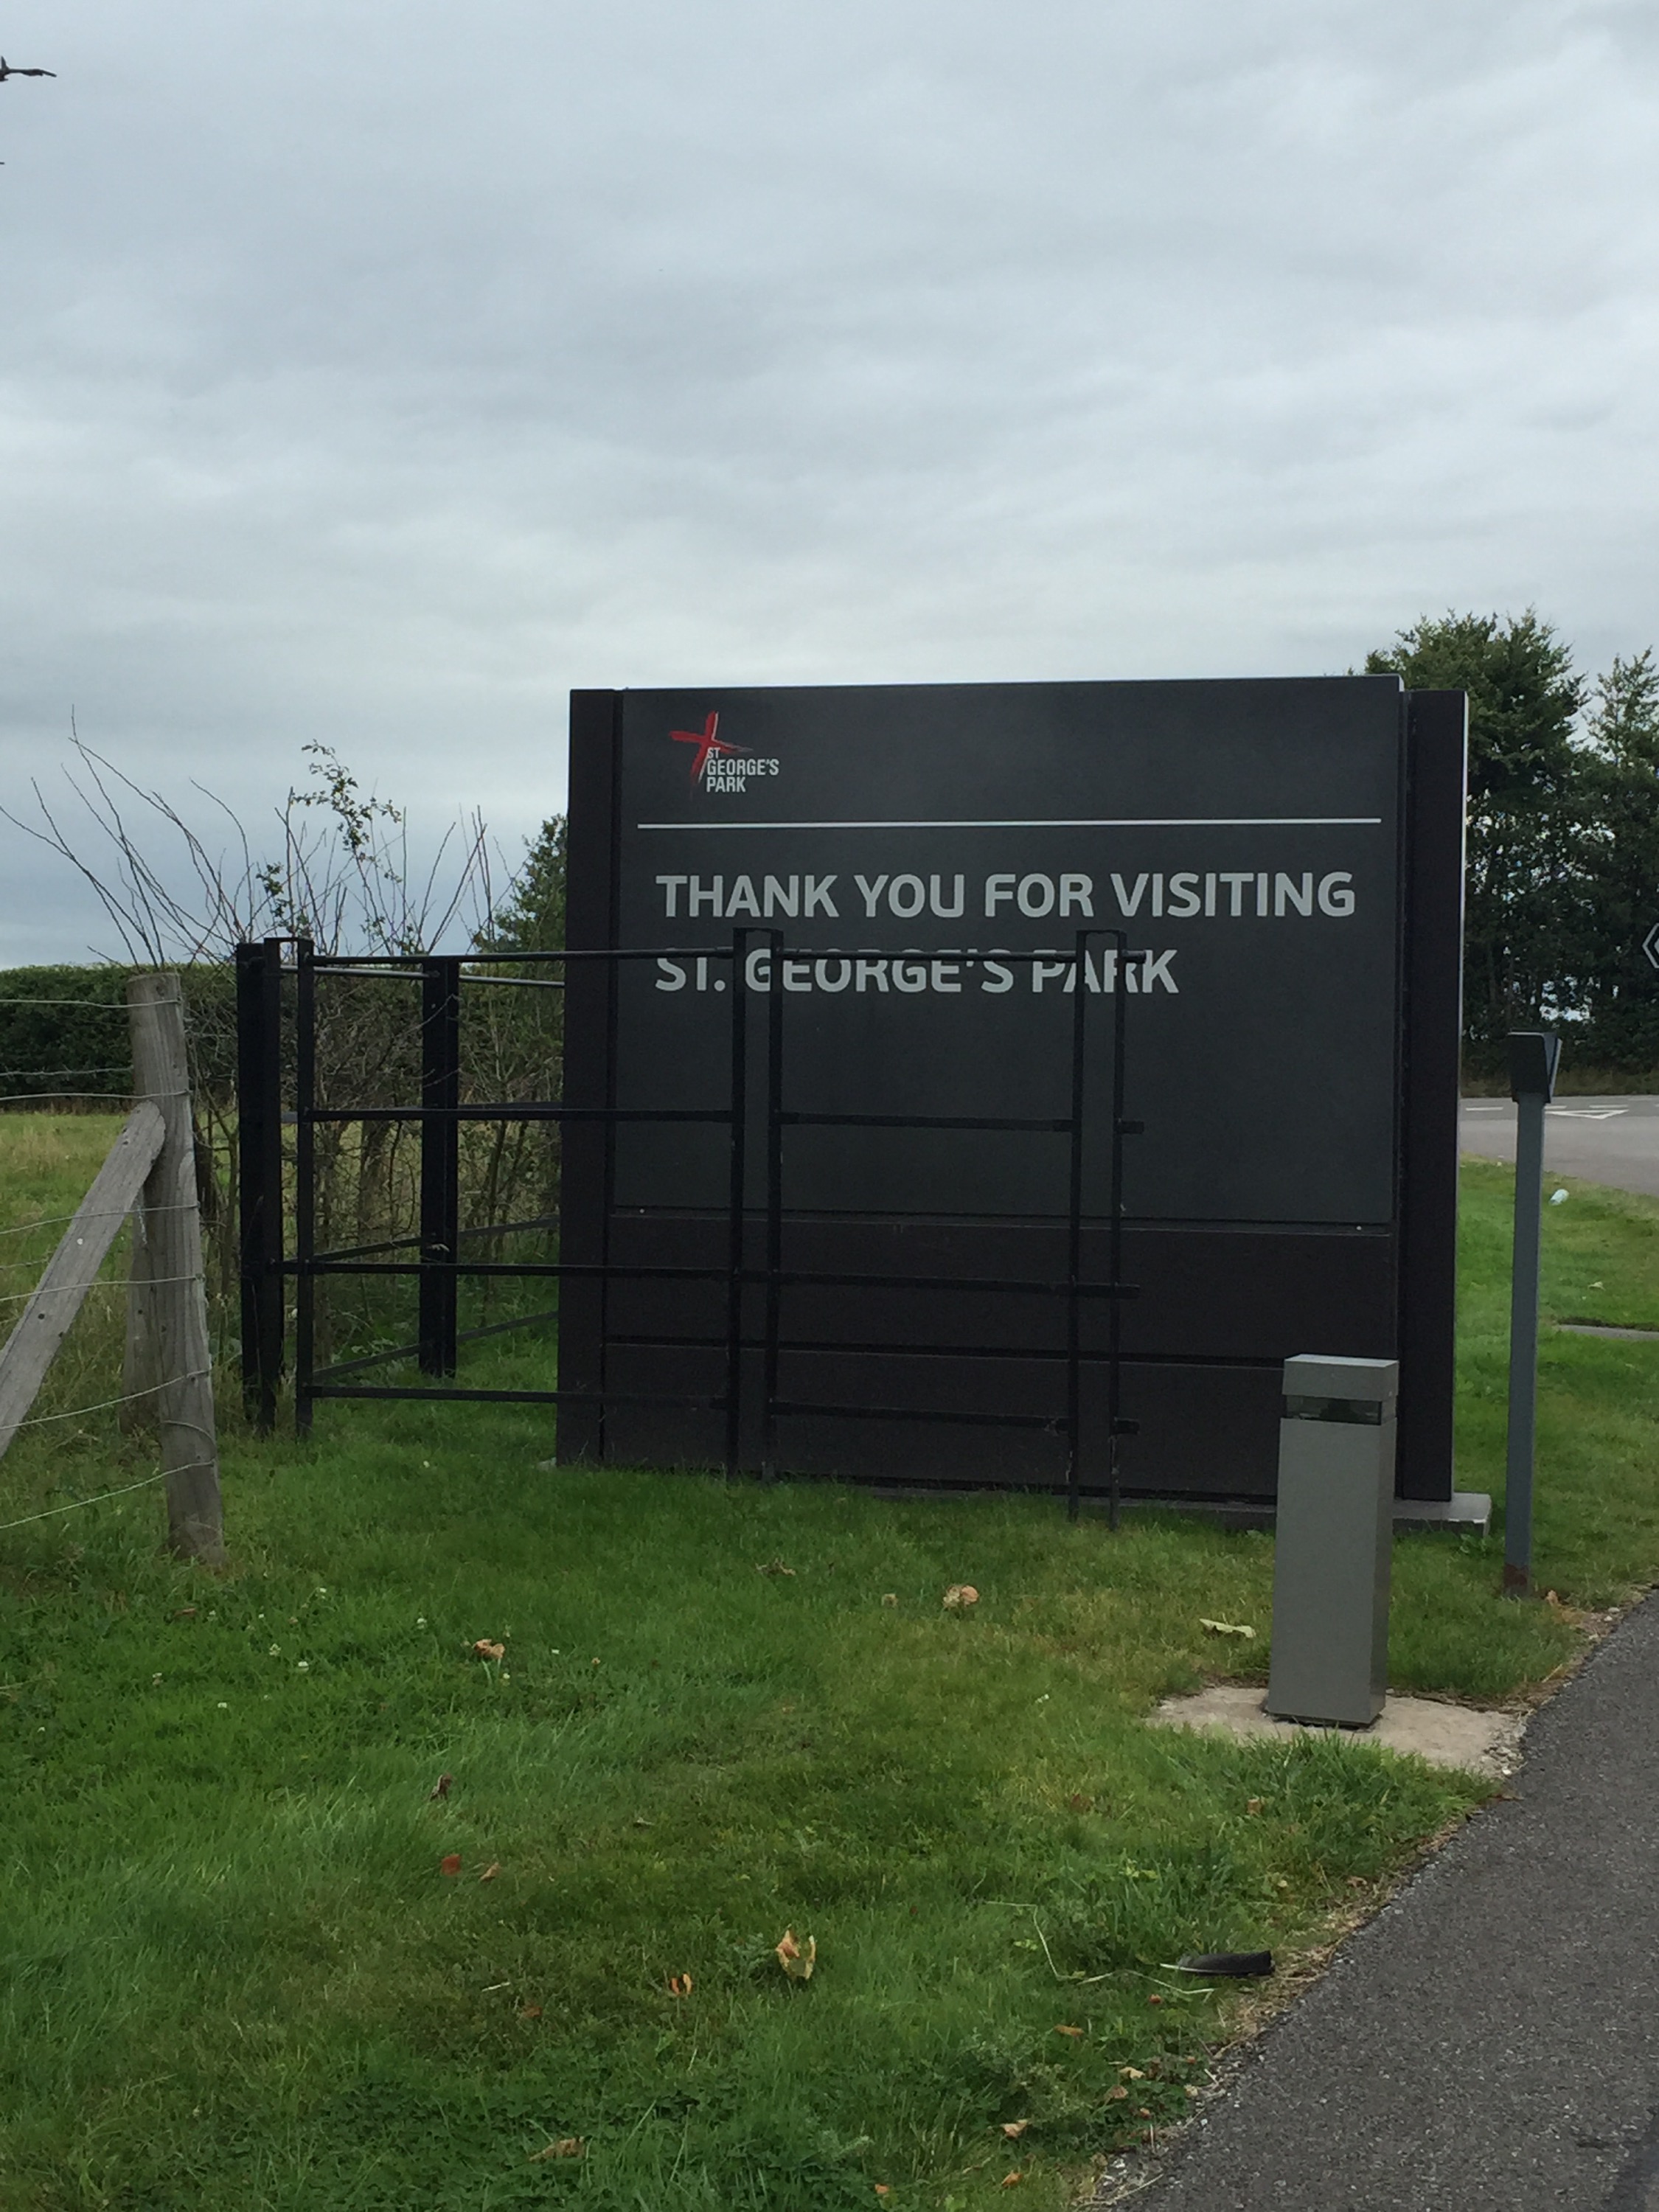 ST
GEORGE'S
PARK
THANK YOU FOR VISITING
ST. GEORGE'S PARK